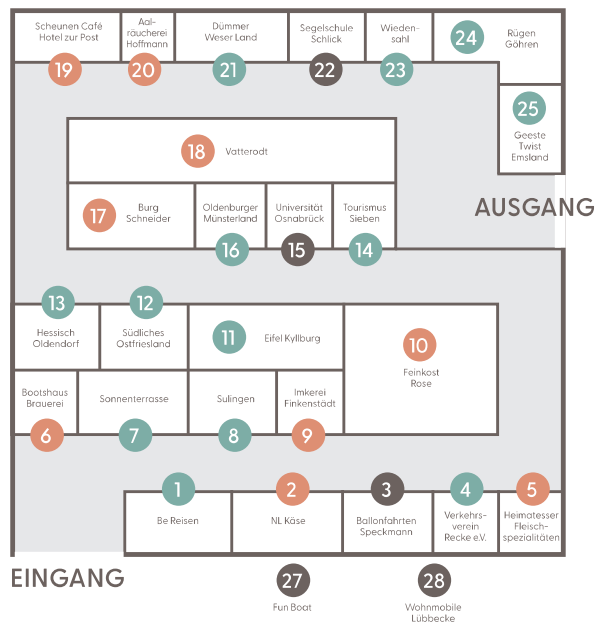 Scheunen Café
Hotel zur Post
19
Aal-
räucherei
Hoffmann
20
Dümmer
Weser Land
21
Segelschule
Schlick
22
Wieden-
sahl
23
24
Rügen
Göhren
25
Geeste
Twist
Emsland
AUSGANG
18
Vatterodt
17
Burg
Schneider
Oldenburger
Münsterland
16
Universität
Osnabrück
15
Tourismus
Sieben
14
13
Hessisch
Oldendorf
12
Südliches
Ostfriesland
11
Eifel Kyllburg
10
Feinkost
Rose
Bootshaus
Brauerei
6
Sonnenterrasse
7
Sulingen
8
Imkerei
Finkenstädt
9
1
Be Reisen
2
NL Käse
3
Ballonfahrten
Speckmann
4
Verkehrs-
verein
Recke e.V.
5
Heimatesser
Fleisch-
spezialitäten
EINGANG
27
Fun Boat
28
Wohnmobile
Lübbecke